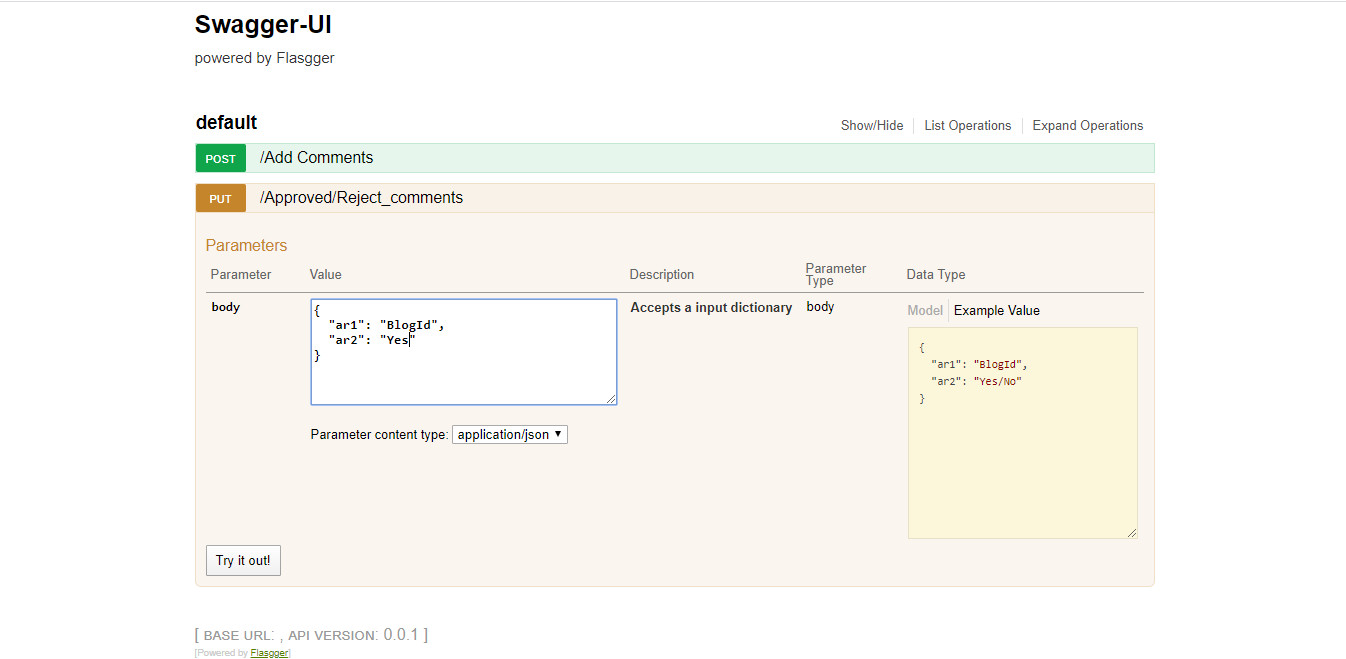 Swagger-UI
powered by Flasgger
default
Show/Hide List Operations Expand Operations
POST /Add Comments
PUT /Approved/Reject_comments
Parameters
Parameter Value Description Parameter Type Data Type
body
{
"ar1": "BlogId",
"ar2": "Yes"
}
Parameter content type: application/json
Accepts a input dictionary
body
Model Example Value
{
"ar1": "BlogId",
"ar2": "Yes/No"
}
Try it out!
[ BASE URL: , API VERSION: 0.0.1 ]
[Powered by Flasgger]